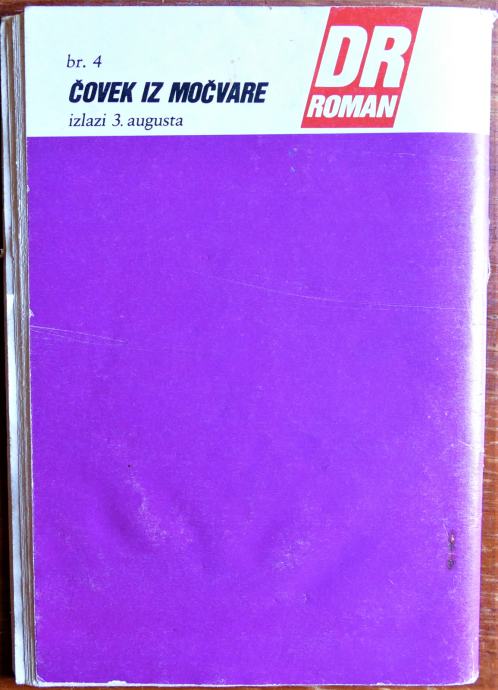 br. 4
ČOVEK IZ MOČVARE
izlazi 3. augusta
DR
ROMAN